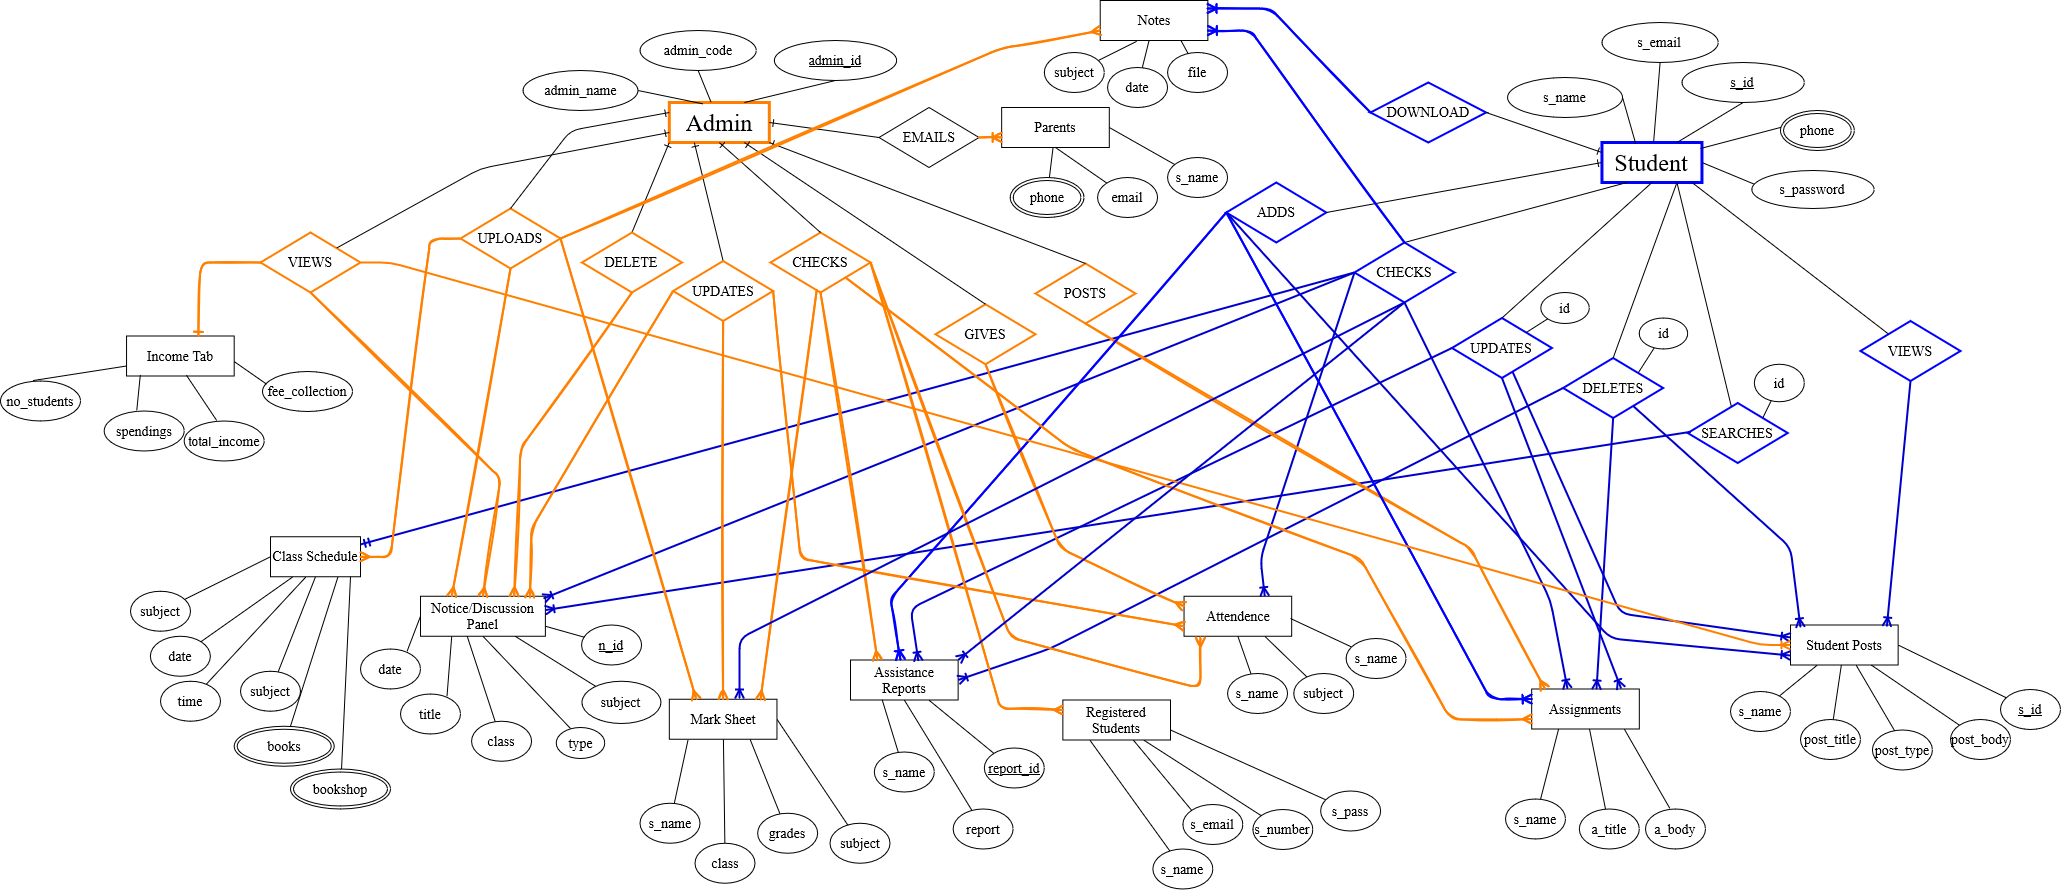 Notes
s_email
admin_code
admin_id
subject
date
file
s_id
admin_name
s_name
DOWNLOAD
phone
Admin
EMAILS
Parents
Student
s_name
s_password
phone
email
ADDS
UPLOADS
VIEWS
DELETE
CHECKS
CHECKS
UPDATES
POSTS
id
GIVES
id
UPDATES
VIEWS
Income Tab
DELETES
id
fee_collection
no_students
spendings
total_income
SEARCHES
Class Schedule
subject
Notice/Discussion
Panel
Attendence
n_id
Student Posts
date
date
s_name
Assistance
Reports
time
subject
subject
s_name
subject
title
Mark Sheet
Registered
Students
Assignments
s_name
s_id
class
type
books
post_title
post_type
post_body
s_name
report_id
bookshop
s_name
grades
report
s_email
s_number
s_pass
s_name
a_title
a_body
subject
class
s_name